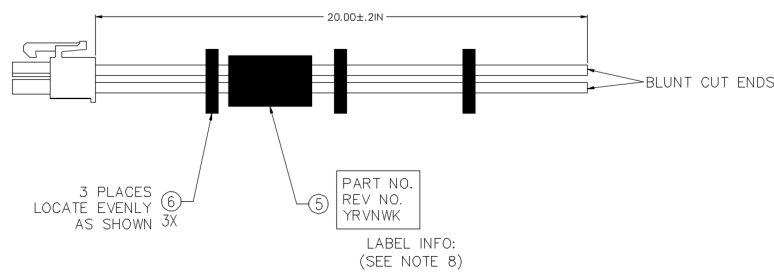 20.00±.2IN
BLUNT CUT ENDS
3 PLACES
LOCATE EVENLY
AS SHOWN
6
3X
5
PART NO.
REV NO.
YRVNWK
LABEL INFO:
(SEE NOTE 8)